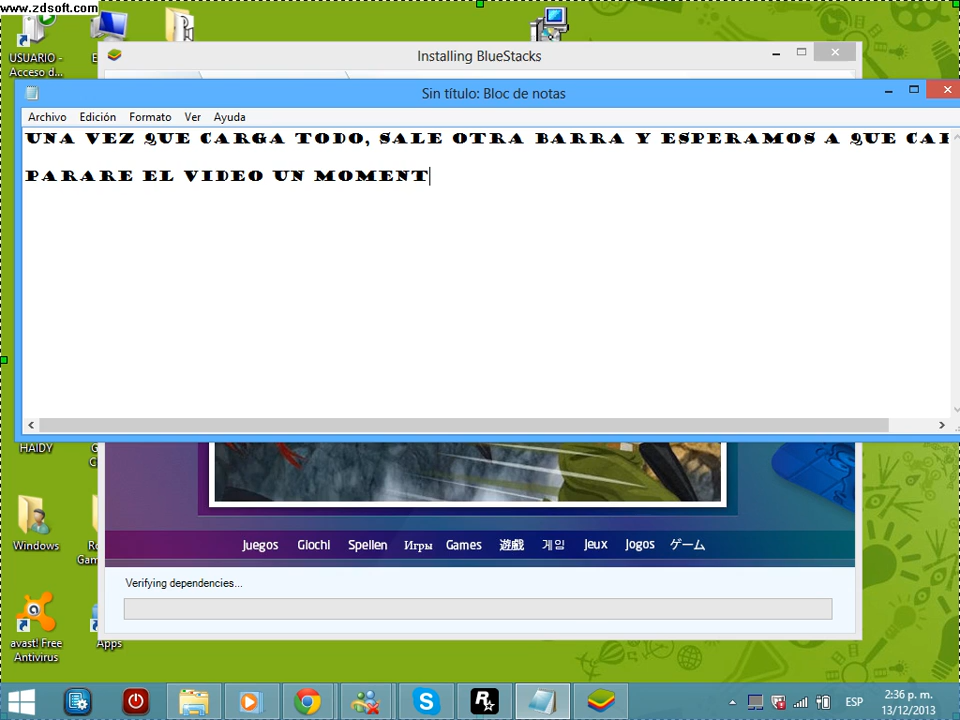 www.zdsoft.com
USUARIO -
Acceso d...
Installing BlueStacks
Sin título: Bloc de notas
Archivo Edición Formato Ver Ayuda
UNA VEZ QUE CARGA TODO, SALE OTRA BARRA Y ESPERAMOS A QUE
PARARE EL VIDEO UN MOMENT
HAIDY
Windows
Juegos Giochi Spellen Игры Games 遊戲 게임 Jeux Jogos ゲーム
Verifying dependencies...
avast! Free
Antivirus
Apps
ESP
2:36 p. m.
13/12/2013